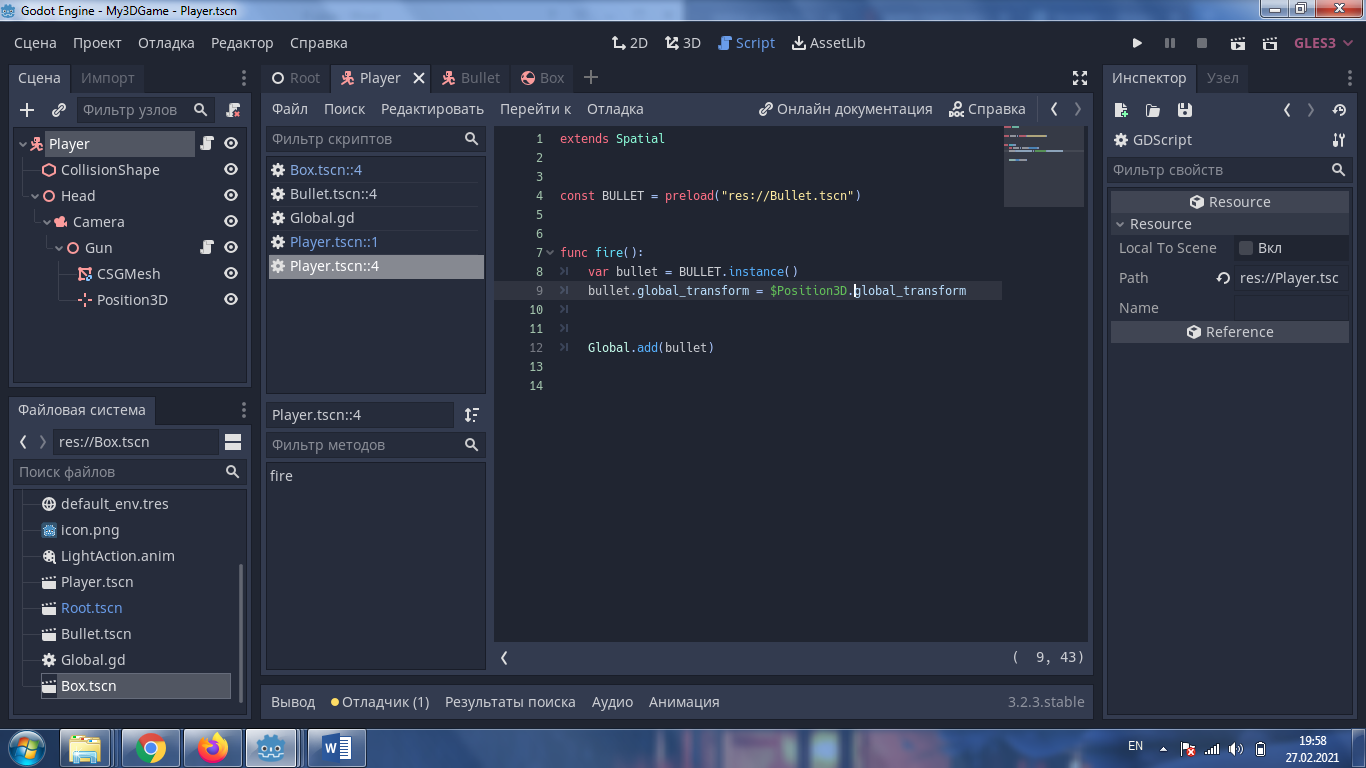 Godot Engine - My3DGame - Player.tscn
Сцена Проект Отладка Редактор Справка
2D 3D Script AssetLib
GLES3
Сцена Импорт
Фильтр узлов
Player
CollisionShape
Head
Camera
Gun
CSGMesh
Position3D
Файловая система
res://Box.tscn
Поиск файлов
default_env.tres
icon.png
LightAction.anim
Player.tscn
Root.tscn
Bullet.tscn
Global.gd
Box.tscn
Root Player Bullet Box
Файл Поиск Редактировать Перейти к Отладка
Онлайн документация Справка
Фильтр скриптов
Box.tscn::4
Bullet.tscn::4
Global.gd
Player.tscn::1
Player.tscn::4
Player.tscn::4
Фильтр методов
fire
1 extends Spatial
2
3
4 const BULLET = preload("res://Bullet.tscn")
5
6
7 func fire():
8 var bullet = BULLET.instance()
9 bullet.global_transform = $Position3D.global_transform
10
11
12 Global.add(bullet)
13
14
( 9, 43)
Вывод Отладчик (1) Результаты поиска Аудио Анимация
3.2.3.stable
Инспектор Узел
GDScript
Фильтр свойств
Resource
Resource
Local To Scene Вкл
Path res://Player.tsc
Name
Reference
EN
19:58
27.02.2021